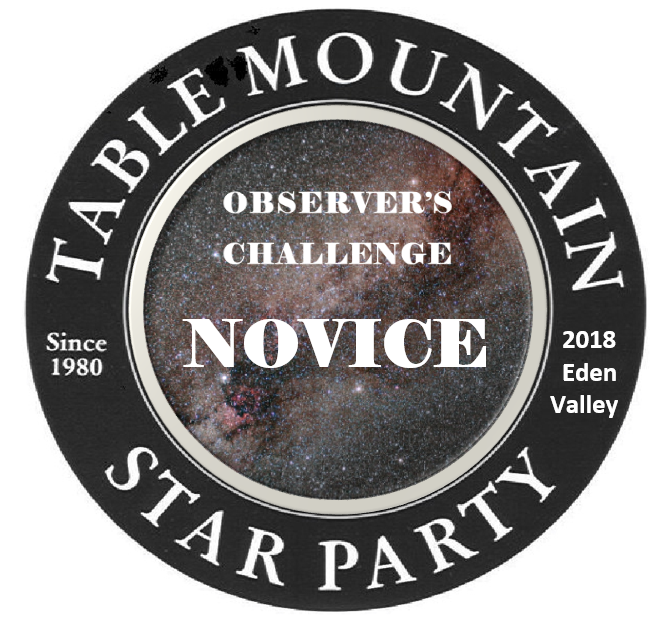 TABLE MOUNTAIN
OBSERVER'S
CHALLENGE
NOVICE
Since
1980
2018
Eden
Valley
STAR PARTY